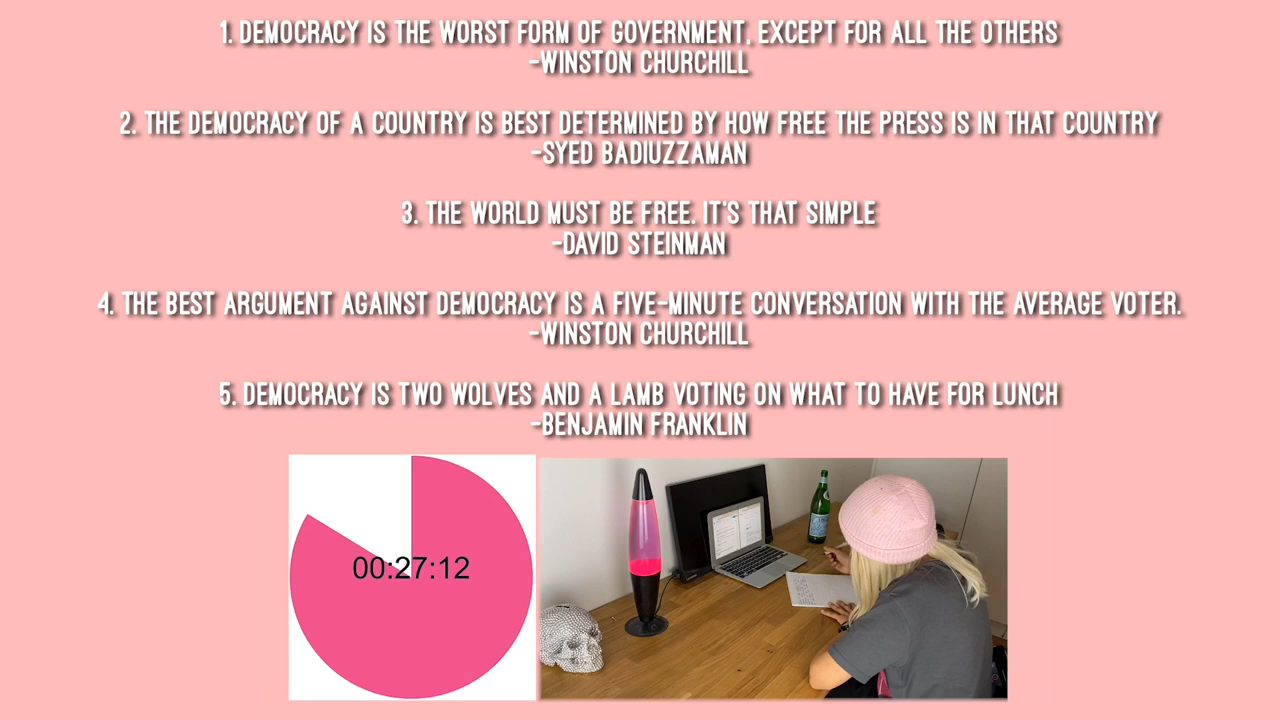 1. DEMOCRACY IS THE WORST FORM OF GOVERNMENT, EXCEPT FOR ALL THE OTHERS
-WINSTON CHURCHILL
2. THE DEMOCRACY OF A COUNTRY IS BEST DETERMINED BY HOW FREE THE PRESS IS IN THAT COUNTRY
-SYED BADIUZZAMAN
3. THE WORLD MUST BE FREE. IT'S THAT SIMPLE
-DAVID STEINMAN
4. THE BEST ARGUMENT AGAINST DEMOCRACY IS A FIVE-MINUTE CONVERSATION WITH THE AVERAGE VOTER.
-WINSTON CHURCHILL
5. DEMOCRACY IS TWO WOLVES AND A LAMB VOTING ON WHAT TO HAVE FOR LUNCH
-BENJAMIN FRANKLIN
00:27:12